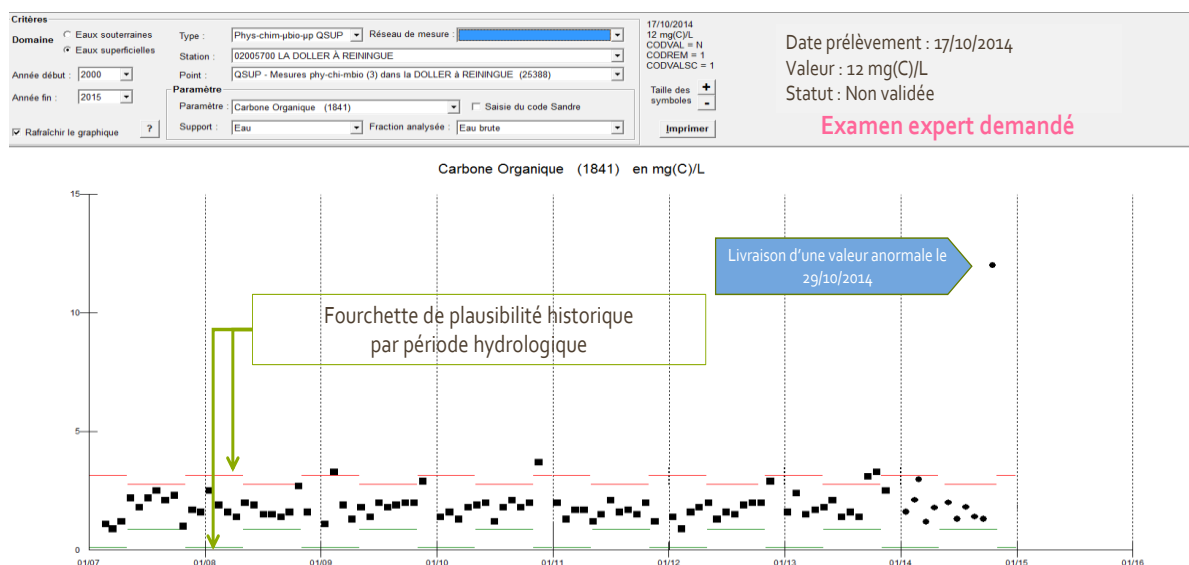 Critères
Domaine
Eaux souterraines
Eaux superficielles
Année début : 2000
Année fin : 2015
Rafraîchir le graphique
?
Type : Phys-chim-µbio-µp QSUP
Réseau de mesure :
Station : 02005700 LA DOLLER À REININGUE
Point : QSUP - Mesures phy-chi-mbio (3) dans la DOLLER à REININGUE (25388)
Paramètre
Paramètre : Carbone Organique (1841)
Saisie du code Sandre
Support : Eau
Fraction analysée : Eau brute
17/10/2014
12 mg(C)/L
CODVAL = N
CODREM = 1
CODVALSC = 1
Taille des
symboles
+
-
Imprimer
Date prélèvement : 17/10/2014
Valeur : 12 mg(C)/L
Statut : Non validée
Examen expert demandé
Carbone Organique (1841) en mg(C)/L
15
10
5
0
Livraison d'une valeur anormale le
29/10/2014
Fourchette de plausibilité historique
par période hydrologique
01/07 01/08 01/09 01/10 01/11 01/12 01/13 01/14 01/15 01/16